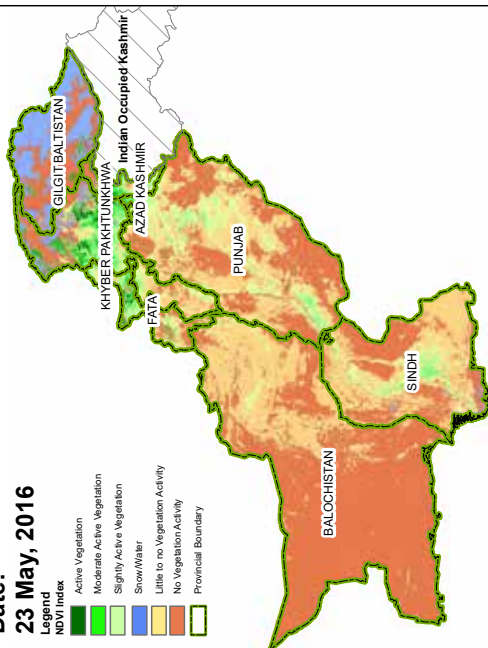 Date:
23 May, 2016
Legend
NDVI Index
Active Vegetation
Moderate Active Vegetation
Slightly Active Vegetation
Snow/Water
Little to no Vegetation Activity
No Vegetation Activity
Provincial Boundary
GILGIT BALTISTAN
KHYBER PAKHTUNKHWA
Indian Occupied Kashmir
AZAD KASHMIR
FATA
PUNJAB
BALOCHISTAN
SINDH